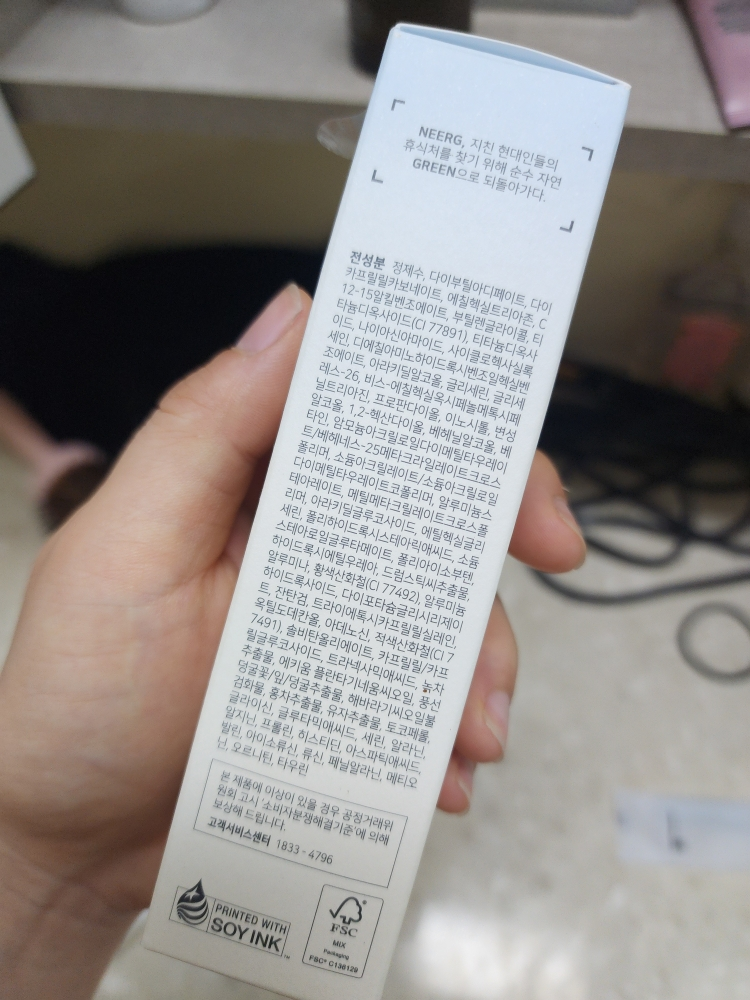 NEERG, 지친 현대인들의
휴식처를 찾기 위해 순수 자연
GREEN으로 되돌아가다.
전성분 정제수, 다이부틸아디페이트, 다이
카프릴릴카보네이트, 에칠헥실트리아존, C
12-15알킬벤조에이트, 부틸렌글라이콜, 티
타늄디옥사이드(CI 77891), 티타늄디옥사
이드, 나이아신아마이드, 사이클로헥사실록
세인, 디에칠아미노하이드록시벤조일헥실벤
조에이트, 아라키딜알코올, 글리세린, 글리세
레스-26, 비스-에칠헥실옥시페놀메톡시페
닐트리아진, 프로판다이올, 이노시톨, 변성
알코올, 1,2-헥산다이올, 베헤닐알코올, 베
타인, 암모늄아크릴로일다이메틸타우레이
트/베헤네스-25메타크릴레이트크로스
폴리머, 소듐아크릴레이트/소듐아크릴로일
다이메틸타우레이트코폴리머, 알루미늄스
테아레이트, 메틸메타크릴레이트크로스폴
리머, 아라키딜글루코사이드, 에틸헥실글리
세린, 폴리하이드록시스테아릭애씨드, 소듐
스테아로일글루타메이트, 폴리아이소부텐,
하이드록시에틸우레아, 드럼스틱씨추출물,
알루미나, 황색산화철(CI 77492), 알루미늄
하이드록사이드, 다이포타슘글리시리제이
트, 잔탄검, 트라이에톡시카프릴릴실레인,
옥틸도데칸올, 아데노신, 적색산화철(CI 7
7491), 솔비탄올리에이트, 카프릴릴/카프
릴글루코사이드, 트라넥사믹애씨드, 녹차
추출물, 에키움 플란타기네움씨오일, 풍선
덩굴꽃/잎/덩굴추출물, 해바라기씨오일불
검화물, 홍차추출물, 유자추출물, 토코페롤,
글라이신, 글루타믹애씨드, 세린, 알라닌,
알지닌, 프롤린, 히스티딘, 아스파틱애씨드,
발린, 아이소류신, 류신, 페닐알라닌, 메티오
닌, 오르니틴, 타우린
본 제품에 이상이 있을 경우 공정거래위
원회 고시 '소비자분쟁해결기준'에 의해
보상해 드립니다.
고객서비스센터 1833 - 4796
PRINTED WITH
SOY INK
™
FSC
MIX
Packaging
FSC® C136129